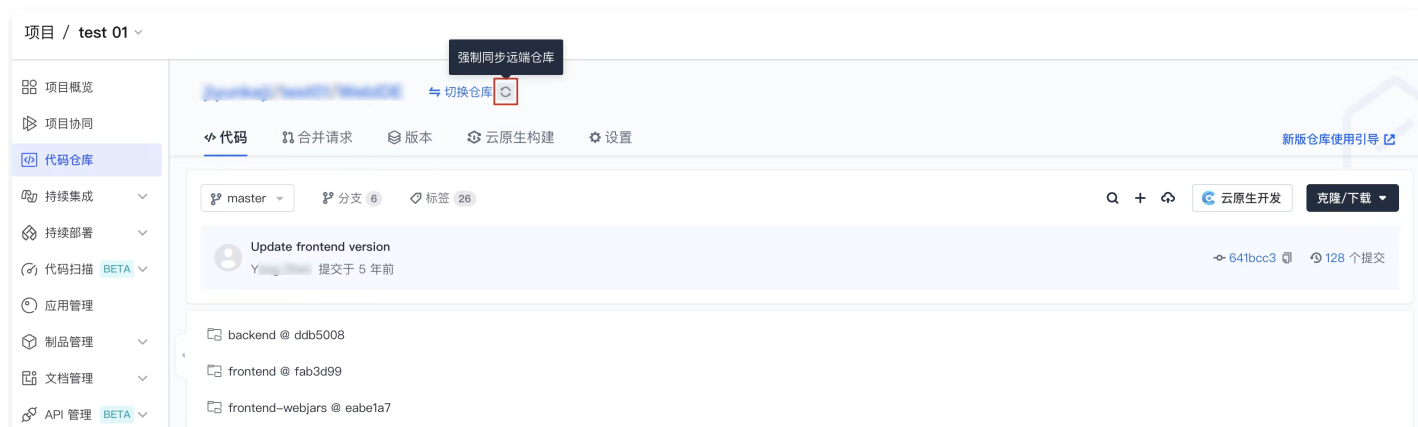 项目 / test 01
强制同步远端仓库
切换仓库
项目概览
项目协同
代码仓库
持续集成
持续部署
代码扫描 BETA
应用管理
制品管理
文档管理
API 管理 BETA
代码 合并请求 版本 云原生构建 设置
新版仓库使用引导
master 分支 6 标签 26 云原生开发 克隆/下载
Update frontend version
提交于 5 年前
641bcc3 128 个提交
backend @ ddb5008
frontend @ fab3d99
frontend-webjars @ eabe1a7